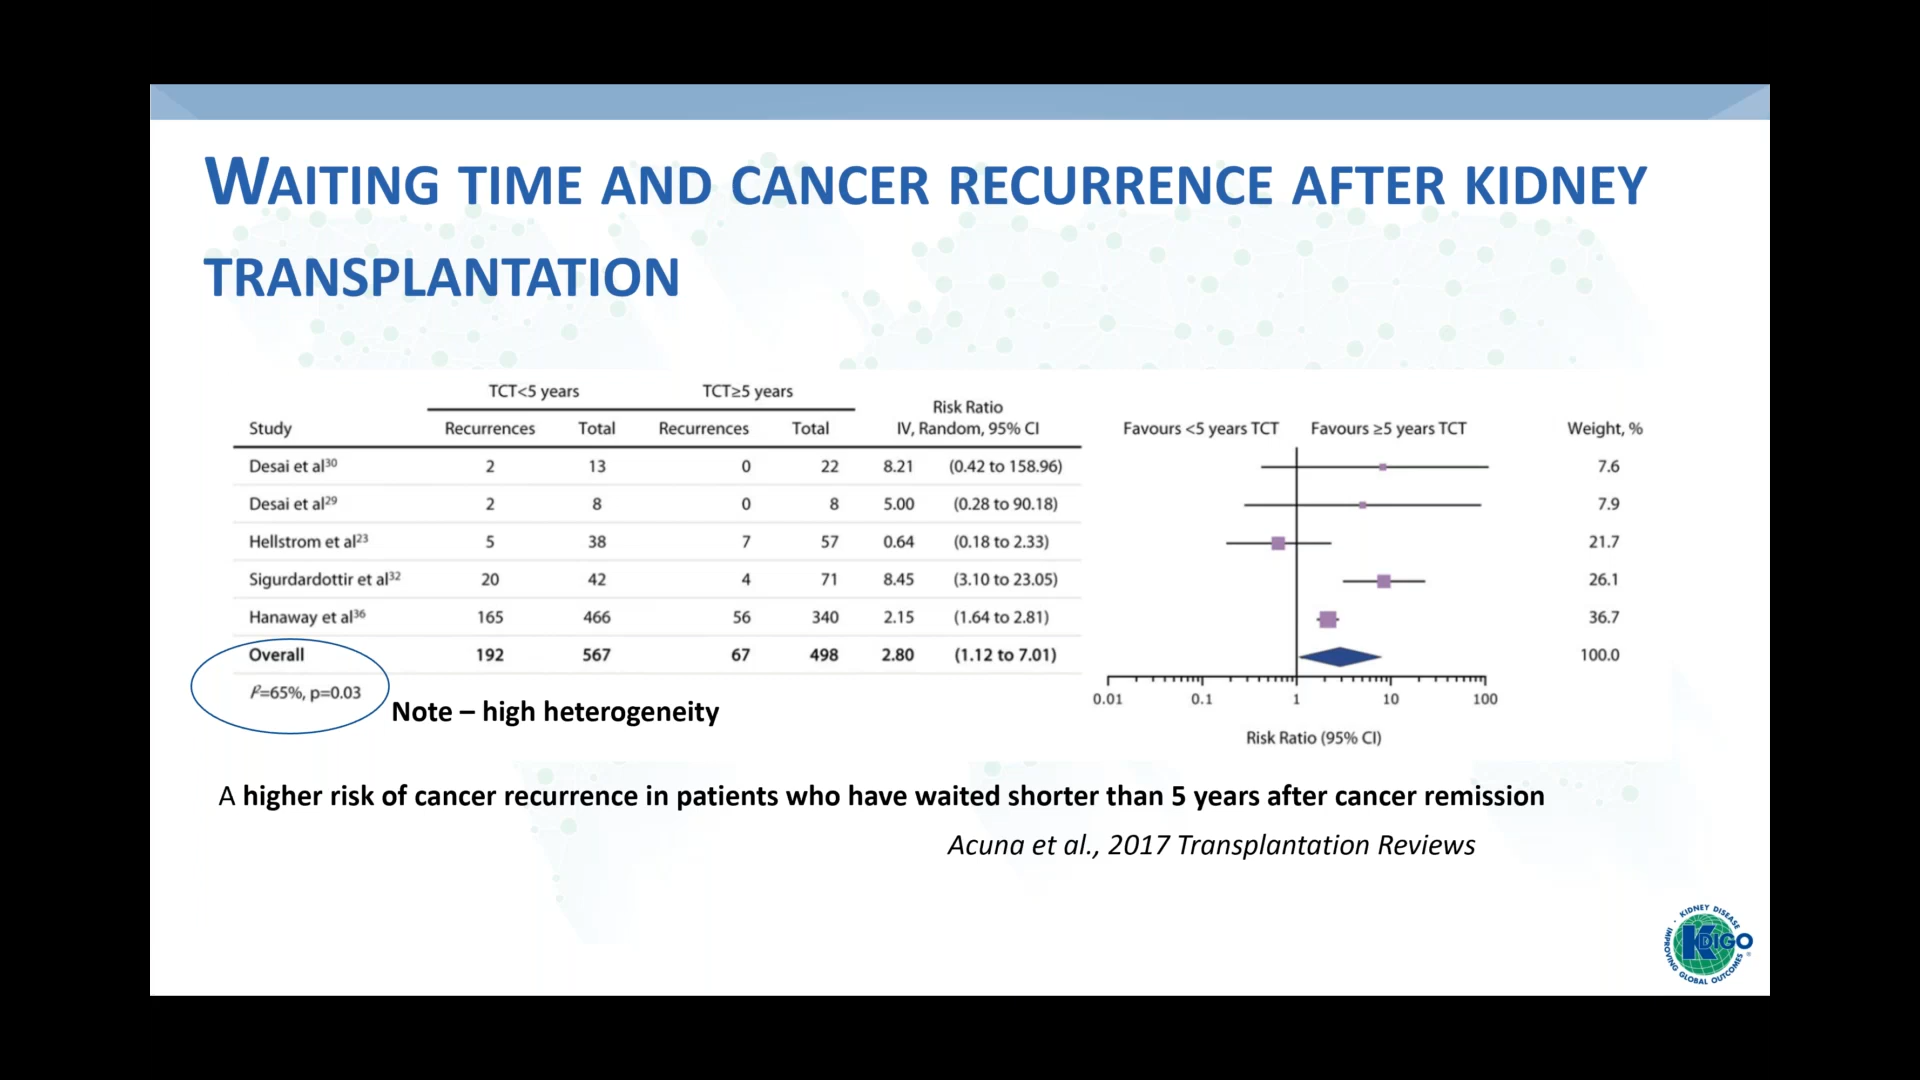 WAITING TIME AND CANCER RECURRENCE AFTER KIDNEY
TRANSPLANTATION
TCT<5 years TCT≥5 years
Risk Ratio
Study Recurrences Total Recurrences Total IV, Random, 95% CI Favours <5 years TCT Favours ≥5 years TCT Weight, %
Desai et al30 2 13 0 22 8.21 (0.42 to 158.96) 7.6
Desai et al29 2 8 0 8 5.00 (0.28 to 90.18) 7.9
Hellstrom et al23 5 38 7 57 0.64 (0.18 to 2.33) 21.7
Sigurdardottir et al32 20 42 4 71 8.45 (3.10 to 23.05) 26.1
Hanaway et al36 165 466 56 340 2.15 (1.64 to 2.81) 36.7
Overall 192 567 67 498 2.80 (1.12 to 7.01) 100.0
I²=65%, p=0.03
Note – high heterogeneity
0.01 0.1 1 10 100
Risk Ratio (95% CI)
A higher risk of cancer recurrence in patients who have waited shorter than 5 years after cancer remission
Acuna et al., 2017 Transplantation Reviews
KIDNEY DISEASE
KDIGO
IMPROVING GLOBAL OUTCOMES